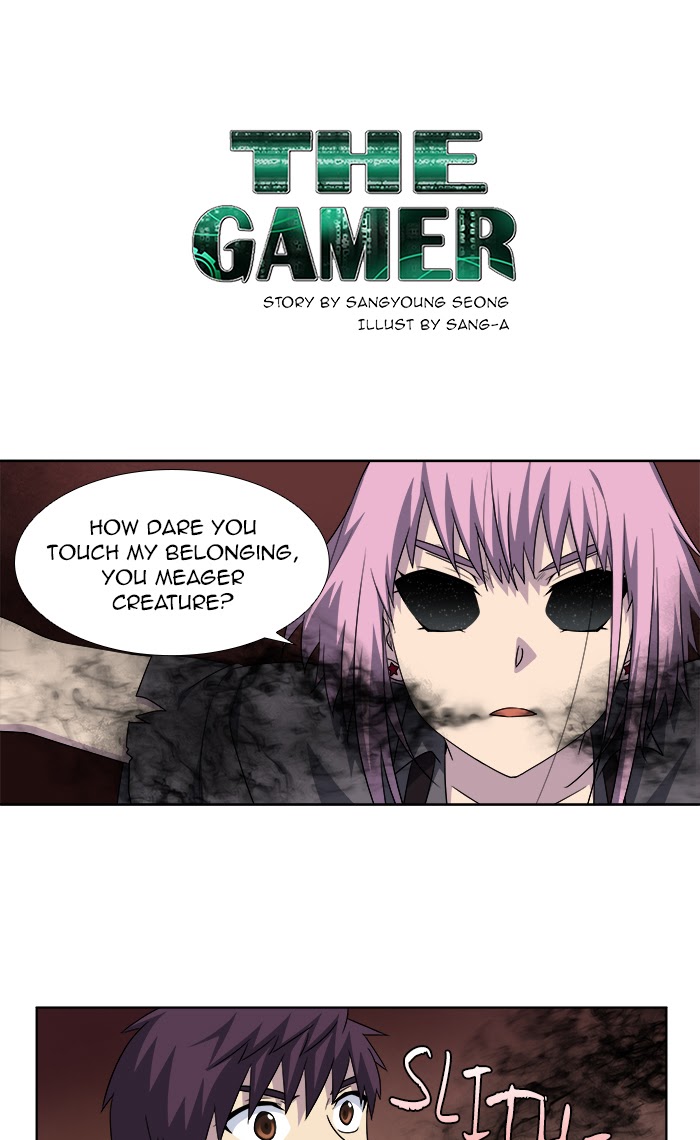 THE
GAMER
STORY BY SANGYOUNG SEONG
ILLUST BY SANG-A
HOW DARE YOU
TOUCH MY BELONGING,
YOU MEAGER
CREATURE?